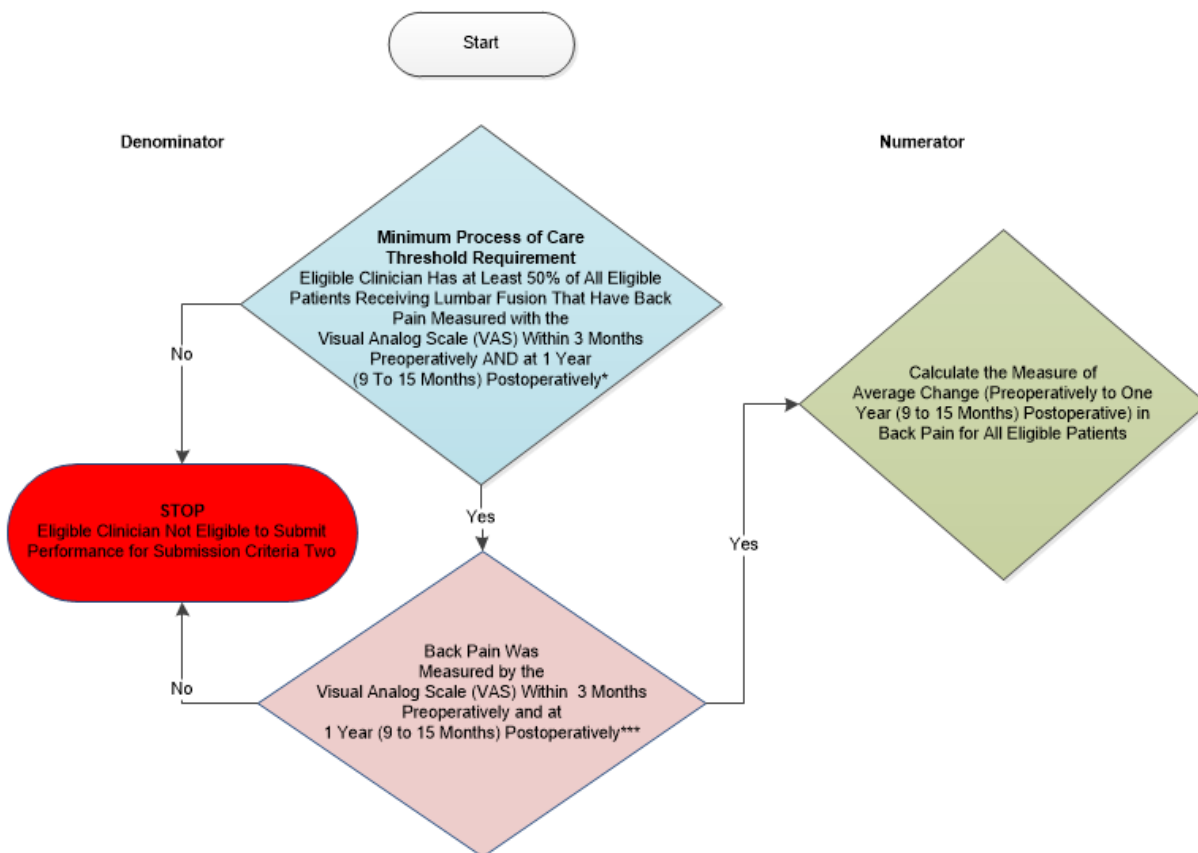 Start
Denominator
Numerator
Minimum Process of Care
Threshold Requirement
Eligible Clinician Has at Least 50% of All Eligible
Patients Receiving Lumbar Fusion That Have Back
Pain Measured with the
Visual Analog Scale (VAS) Within 3 Months
Preoperatively AND at 1 Year
(9 To 15 Months) Postoperatively*
No
Calculate the Measure of
Average Change (Preoperatively to One
Year (9 to 15 Months) Postoperative) in
Back Pain for All Eligible Patients
STOP
Eligible Clinician Not Eligible to Submit
Performance for Submission Criteria Two
Yes
Yes
Back Pain Was
Measured by the
Visual Analog Scale (VAS) Within 3 Months
Preoperatively and at
1 Year (9 to 15 Months) Postoperatively***
No